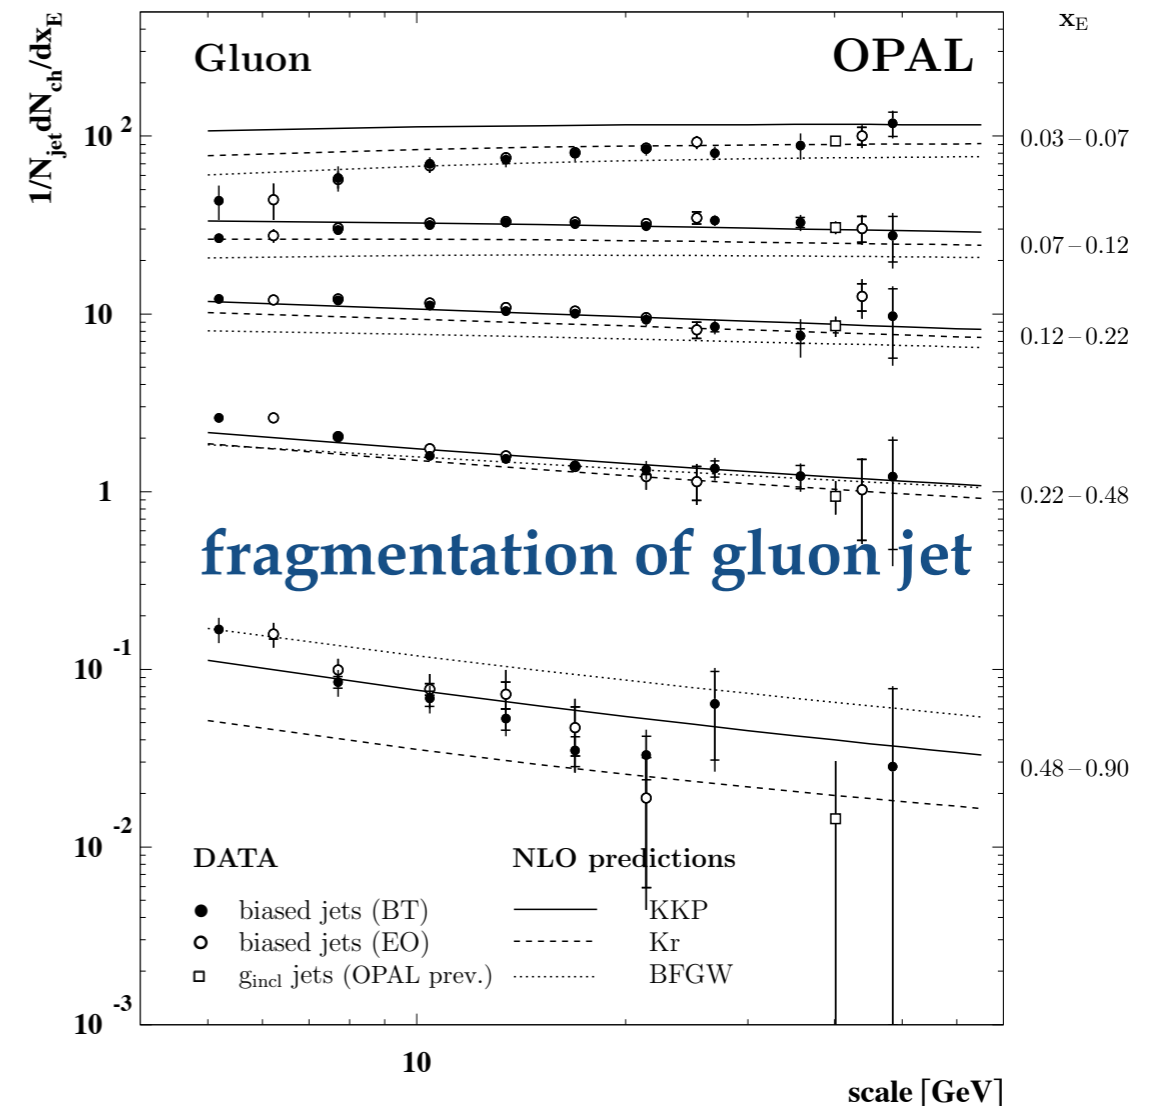 1/N_jet dN_ch/dx_E
Gluon
OPAL
x_E
10^2
0.03−0.07
0.07−0.12
10
0.12−0.22
1
0.22−0.48
fragmentation of gluon jet
10^-1
0.48−0.90
10^-2
DATA
NLO predictions
biased jets (BT)
KKP
biased jets (EO)
Kr
g_incl jets (OPAL prev.)
BFGW
10^-3
10
scale [GeV]